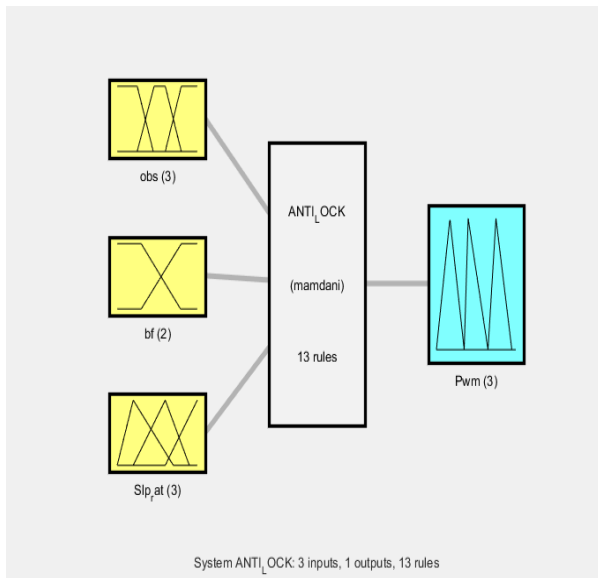 obs (3)
ANTI_LOCK
bf (2)
(mamdani)
13 rules
Slp_rat (3)
Pwm (3)
System ANTI_LOCK: 3 inputs, 1 outputs, 13 rules